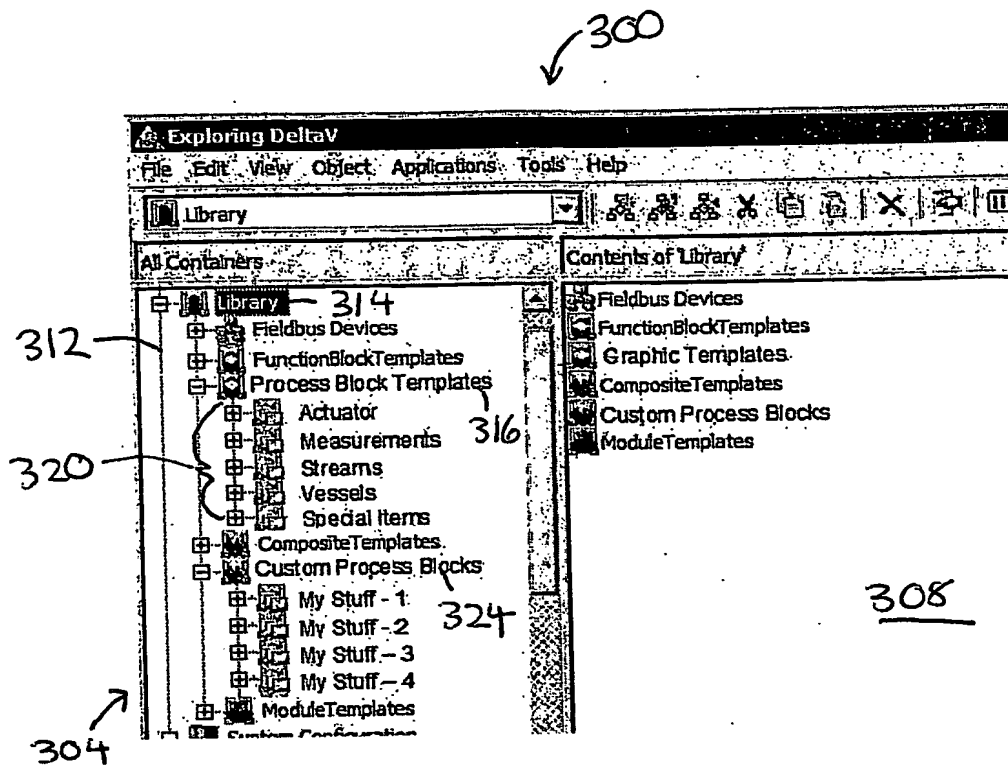 300
Exploring DeltaV
File Edit View Object Applications Tools Help
Library
All Containers
Contents of 'Library'
Library
314
Fieldbus Devices
312
FunctionBlockTemplates
Process Block Templates
316
Actuator
Measurements
320
Streams
Vessels
Special Items
CompositeTemplates
Custom Process Blocks
324
My Stuff - 1
My Stuff - 2
My Stuff - 3
My Stuff - 4
ModuleTemplates
System Configuration
304
Fieldbus Devices
FunctionBlockTemplates
Graphic Templates
CompositeTemplates
Custom Process Blocks
ModuleTemplates
308